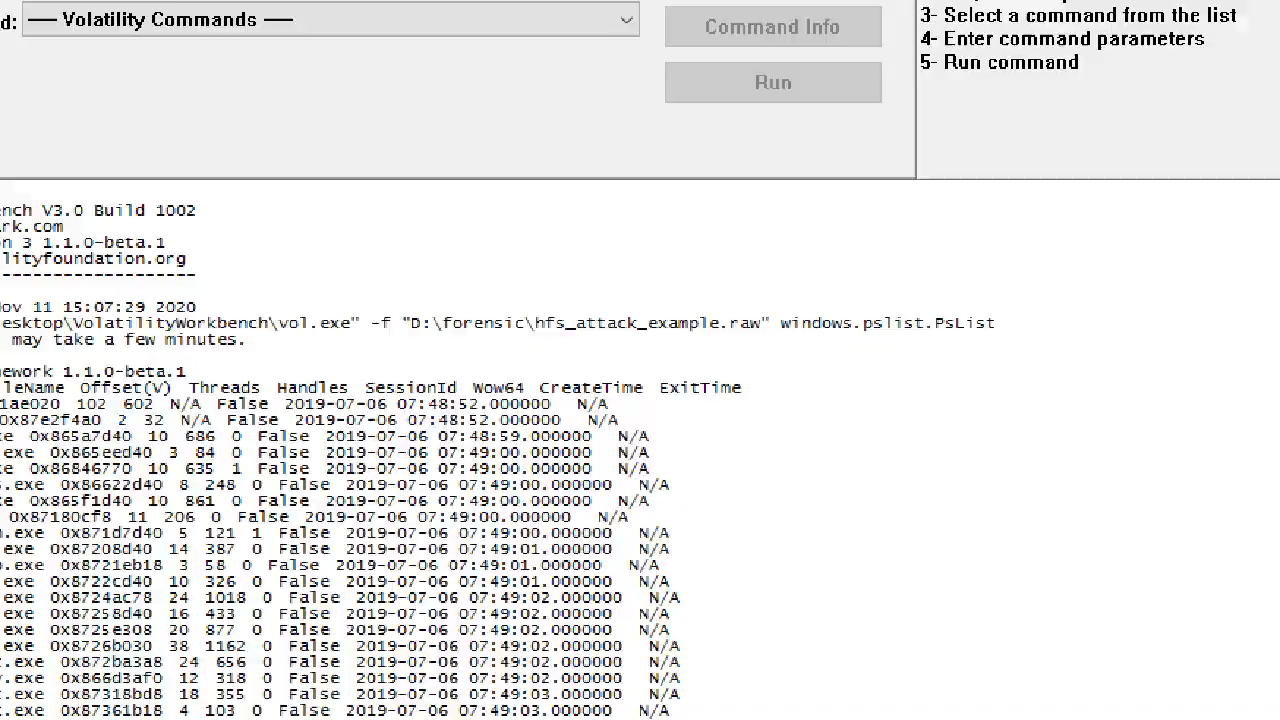 d: ── Volatility Commands ──
Command Info
Run
3- Select a command from the list
4- Enter command parameters
5- Run command
ench V3.0 Build 1002
rk.com
on 3 1.1.0-beta.1
lityfoundation.org
-------------------
ov 11 15:07:29 2020
esktop\VolatilityWorkbench\vol.exe" -f "D:\forensic\hfs_attack_example.raw" windows.pslist.PsList
may take a few minutes.
ework 1.1.0-beta.1
leName Offset(V) Threads Handles SessionId Wow64 CreateTime ExitTime
1ae020 102 602 N/A False 2019-07-06 07:48:52.000000 N/A
0x87e2f4a0 2 32 N/A False 2019-07-06 07:48:52.000000 N/A
xe 0x865a7d40 10 686 0 False 2019-07-06 07:48:59.000000 N/A
.exe 0x865eed40 3 84 0 False 2019-07-06 07:49:00.000000 N/A
xe 0x86846770 10 635 1 False 2019-07-06 07:49:00.000000 N/A
s.exe 0x86622d40 8 248 0 False 2019-07-06 07:49:00.000000 N/A
xe 0x865f1d40 10 861 0 False 2019-07-06 07:49:00.000000 N/A
0x87180cf8 11 206 0 False 2019-07-06 07:49:00.000000 N/A
n.exe 0x871d7d40 5 121 1 False 2019-07-06 07:49:00.000000 N/A
.exe 0x87208d40 14 387 0 False 2019-07-06 07:49:01.000000 N/A
o.exe 0x8721eb18 3 58 0 False 2019-07-06 07:49:01.000000 N/A
.exe 0x8722cd40 10 326 0 False 2019-07-06 07:49:01.000000 N/A
.exe 0x8724ac78 24 1018 0 False 2019-07-06 07:49:02.000000 N/A
.exe 0x87258d40 16 433 0 False 2019-07-06 07:49:02.000000 N/A
.exe 0x8725e308 20 877 0 False 2019-07-06 07:49:02.000000 N/A
.exe 0x8726b030 38 1162 0 False 2019-07-06 07:49:02.000000 N/A
t.exe 0x872ba3a8 24 656 0 False 2019-07-06 07:49:02.000000 N/A
v.exe 0x866d3af0 12 318 0 False 2019-07-06 07:49:02.000000 N/A
t.exe 0x87318bd8 18 355 0 False 2019-07-06 07:49:03.000000 N/A
t.exe 0x87361b18 4 103 0 False 2019-07-06 07:49:03.000000 N/A